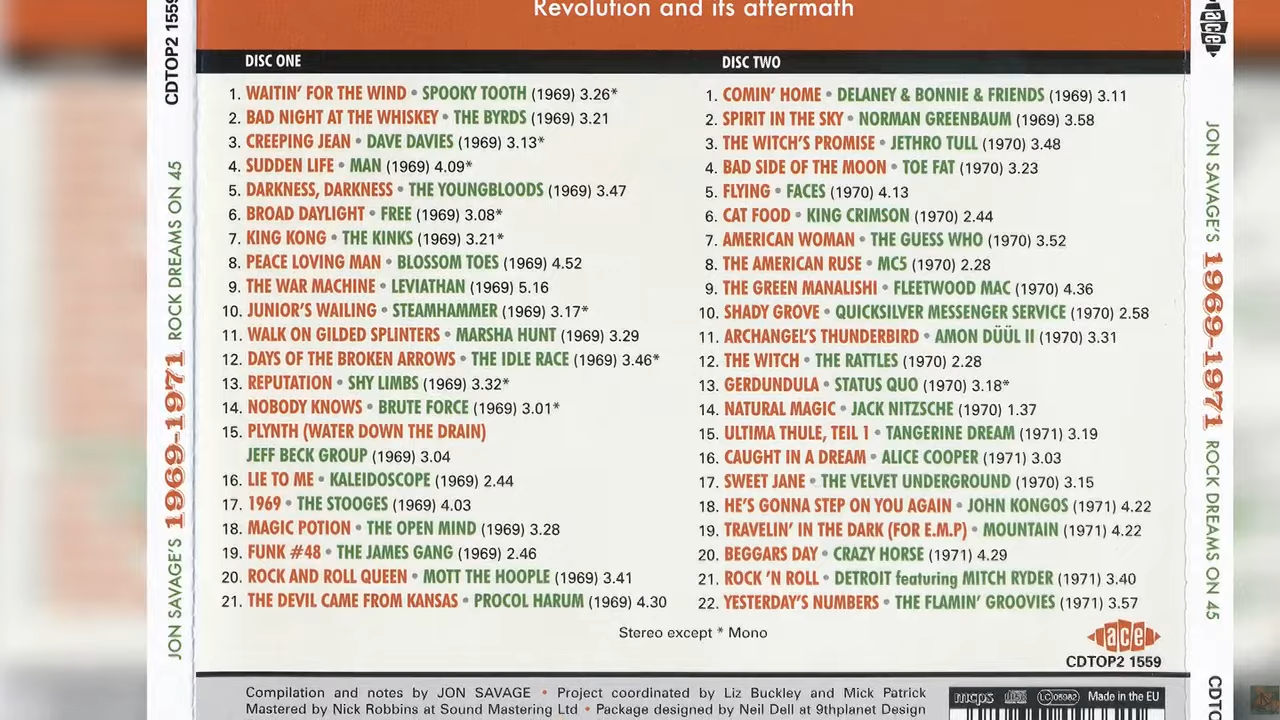 Revolution and its aftermath
CDTOP2 1559
JON SAVAGE'S 1969-1971 ROCK DREAMS ON 45
DISC ONE
1. WAITIN' FOR THE WIND • SPOOKY TOOTH (1969) 3.26*
2. BAD NIGHT AT THE WHISKEY • THE BYRDS (1969) 3.21
3. CREEPING JEAN • DAVE DAVIES (1969) 3.13*
4. SUDDEN LIFE • MAN (1969) 4.09*
5. DARKNESS, DARKNESS • THE YOUNGBLOODS (1969) 3.47
6. BROAD DAYLIGHT • FREE (1969) 3.08*
7. KING KONG • THE KINKS (1969) 3.21*
8. PEACE LOVING MAN • BLOSSOM TOES (1969) 4.52
9. THE WAR MACHINE • LEVIATHAN (1969) 5.16
10. JUNIOR'S WAILING • STEAMHAMMER (1969) 3.17*
11. WALK ON GILDED SPLINTERS • MARSHA HUNT (1969) 3.29
12. DAYS OF THE BROKEN ARROWS • THE IDLE RACE (1969) 3.46*
13. REPUTATION • SHY LIMBS (1969) 3.32*
14. NOBODY KNOWS • BRUTE FORCE (1969) 3.01*
15. PLYNTH (WATER DOWN THE DRAIN)
JEFF BECK GROUP (1969) 3.04
16. LIE TO ME • KALEIDOSCOPE (1969) 2.44
17. 1969 • THE STOOGES (1969) 4.03
18. MAGIC POTION • THE OPEN MIND (1969) 3.28
19. FUNK #48 • THE JAMES GANG (1969) 2.46
20. ROCK AND ROLL QUEEN • MOTT THE HOOPLE (1969) 3.41
21. THE DEVIL CAME FROM KANSAS • PROCOL HARUM (1969) 4.30
DISC TWO
1. COMIN' HOME • DELANEY & BONNIE & FRIENDS (1969) 3.11
2. SPIRIT IN THE SKY • NORMAN GREENBAUM (1969) 3.58
3. THE WITCH'S PROMISE • JETHRO TULL (1970) 3.48
4. BAD SIDE OF THE MOON • TOE FAT (1970) 3.23
5. FLYING • FACES (1970) 4.13
6. CAT FOOD • KING CRIMSON (1970) 2.44
7. AMERICAN WOMAN • THE GUESS WHO (1970) 3.52
8. THE AMERICAN RUSE • MC5 (1970) 2.28
9. THE GREEN MANALISHI • FLEETWOOD MAC (1970) 4.36
10. SHADY GROVE • QUICKSILVER MESSENGER SERVICE (1970) 2.58
11. ARCHANGEL'S THUNDERBIRD • AMON DÜÜL II (1970) 3.31
12. THE WITCH • THE RATTLES (1970) 2.28
13. GERDUNDULA • STATUS QUO (1970) 3.18*
14. NATURAL MAGIC • JACK NITZSCHE (1970) 1.37
15. ULTIMA THULE, TEIL 1 • TANGERINE DREAM (1971) 3.19
16. CAUGHT IN A DREAM • ALICE COOPER (1971) 3.03
17. SWEET JANE • THE VELVET UNDERGROUND (1970) 3.15
18. HE'S GONNA STEP ON YOU AGAIN • JOHN KONGOS (1971) 4.22
19. TRAVELIN' IN THE DARK (FOR E.M.P) • MOUNTAIN (1971) 4.22
20. BEGGARS DAY • CRAZY HORSE (1971) 4.29
21. ROCK 'N ROLL • DETROIT featuring MITCH RYDER (1971) 3.40
22. YESTERDAY'S NUMBERS • THE FLAMIN' GROOVIES (1971) 3.57
Stereo except * Mono
ace
CDTOP2 1559
Compilation and notes by JON SAVAGE • Project coordinated by Liz Buckley and Mick Patrick
Mastered by Nick Robbins at Sound Mastering Ltd • Package designed by Neil Dell at 9thplanet Design
mcps
LC05982
Made in the EU
ace
JON SAVAGE'S 1969-1971 ROCK DREAMS ON 45
CDTO